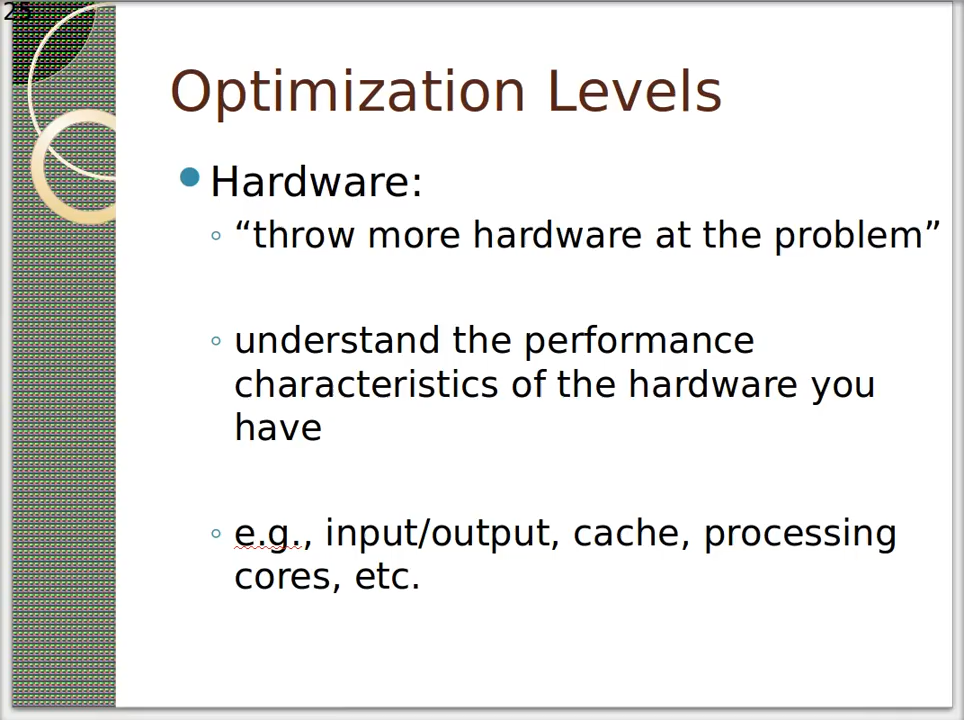 25
Optimization Levels
Hardware:
“throw more hardware at the problem”
understand the performance
characteristics of the hardware you
have
e.g., input/output, cache, processing
cores, etc.